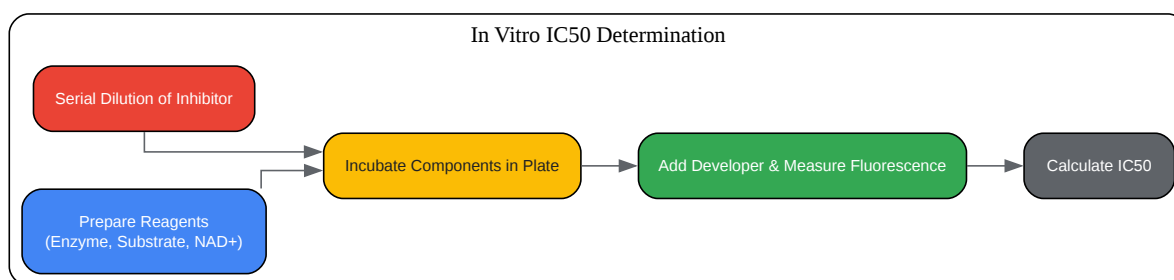 In Vitro IC50 Determination
Serial Dilution of Inhibitor
Prepare Reagents
(Enzyme, Substrate, NAD+)
Incubate Components in Plate
Add Developer & Measure Fluorescence
Calculate IC50